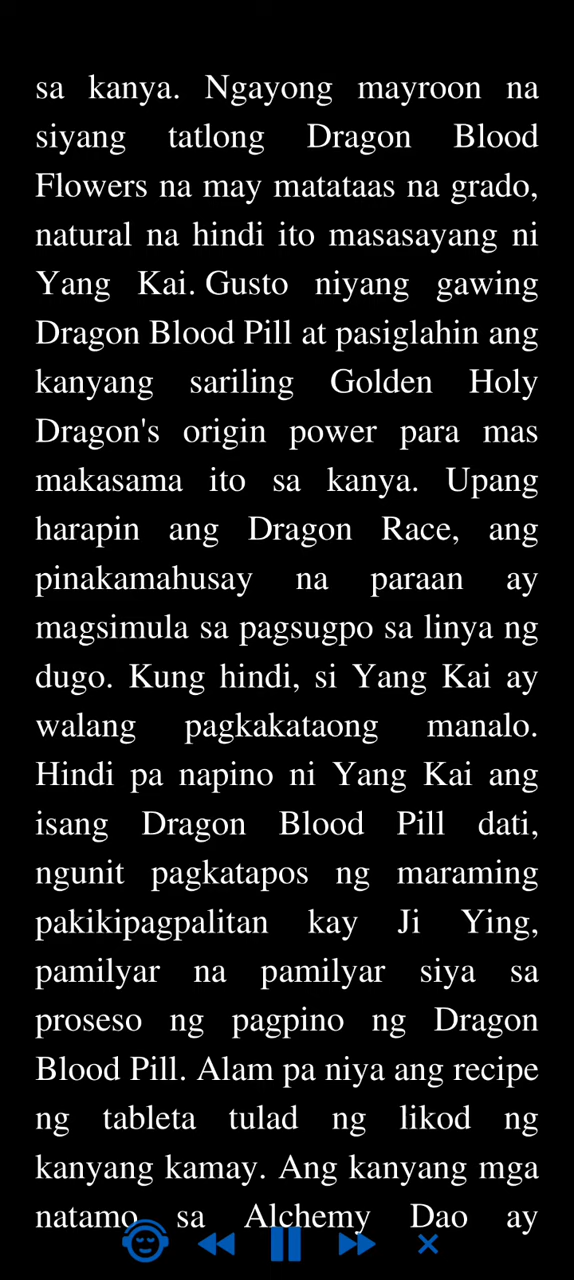 sa kanya. Ngayong mayroon na
siyang tatlong Dragon Blood
Flowers na may matataas na grado,
natural na hindi ito masasayang ni
Yang Kai. Gusto niyang gawing
Dragon Blood Pill at pasiglahin ang
kanyang sariling Golden Holy
Dragon's origin power para mas
makasama ito sa kanya. Upang
harapin ang Dragon Race, ang
pinakamahusay na paraan ay
magsimula sa pagsugpo sa linya ng
dugo. Kung hindi, si Yang Kai ay
walang pagkakataong manalo.
Hindi pa napino ni Yang Kai ang
isang Dragon Blood Pill dati,
ngunit pagkatapos ng maraming
pakikipagpalitan kay Ji Ying,
pamilyar na pamilyar siya sa
proseso ng pagpino ng Dragon
Blood Pill. Alam pa niya ang recipe
ng tableta tulad ng likod ng
kanyang kamay. Ang kanyang mga
natamo sa Alchemy Dao ay